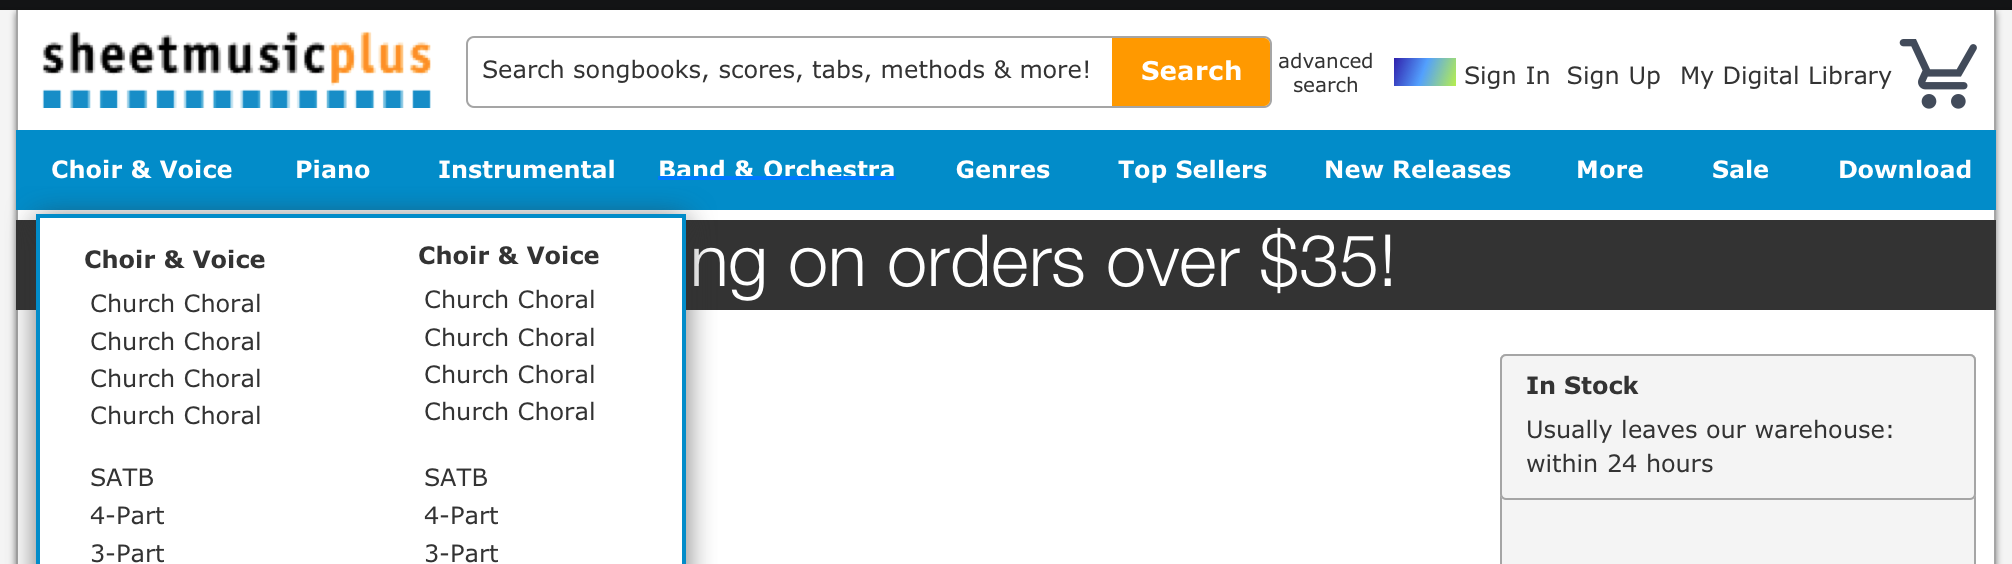 sheetmusicplus
Search songbooks, scores, tabs, methods & more!
Search
advanced
search
Sign In
Sign Up
My Digital Library
Choir & Voice
Piano
Instrumental
Band & Orchestra
Genres
Top Sellers
New Releases
More
Sale
Download
ng on orders over $35!
Choir & Voice
Church Choral
Church Choral
Church Choral
Church Choral
SATB
4-Part
3-Part
Choir & Voice
Church Choral
Church Choral
Church Choral
Church Choral
SATB
4-Part
3-Part
In Stock
Usually leaves our warehouse:
within 24 hours